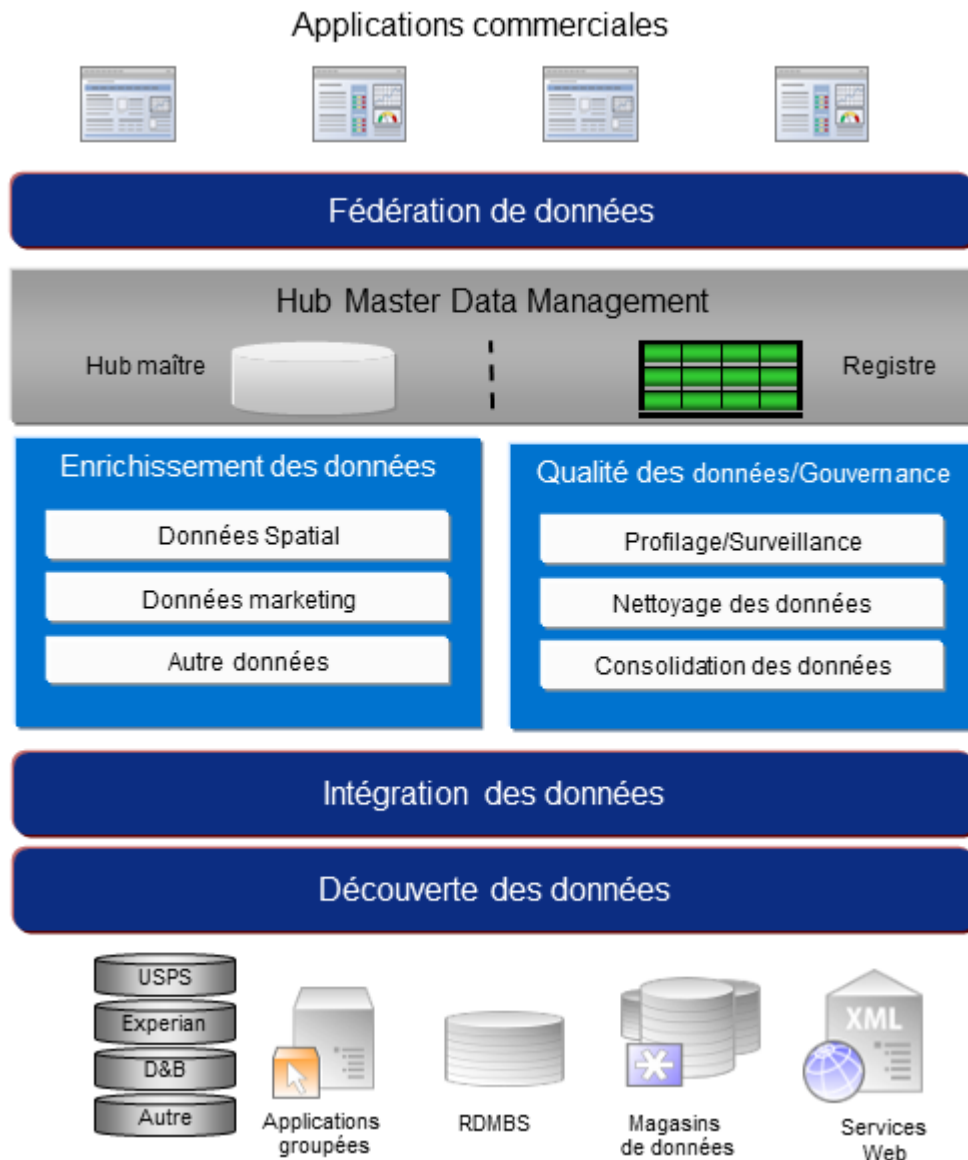 Applications commerciales
Fédération de données
Hub Master Data Management
Hub maître
Registre
Enrichissement des données
Données Spatial
Données marketing
Autre données
Qualité des données/Gouvernance
Profilage/Surveillance
Nettoyage des données
Consolidation des données
Intégration des données
Découverte des données
USPS
Experian
D&B
Autre
Applications
groupées
RDMBS
Magasins
de données
XML
Services
Web